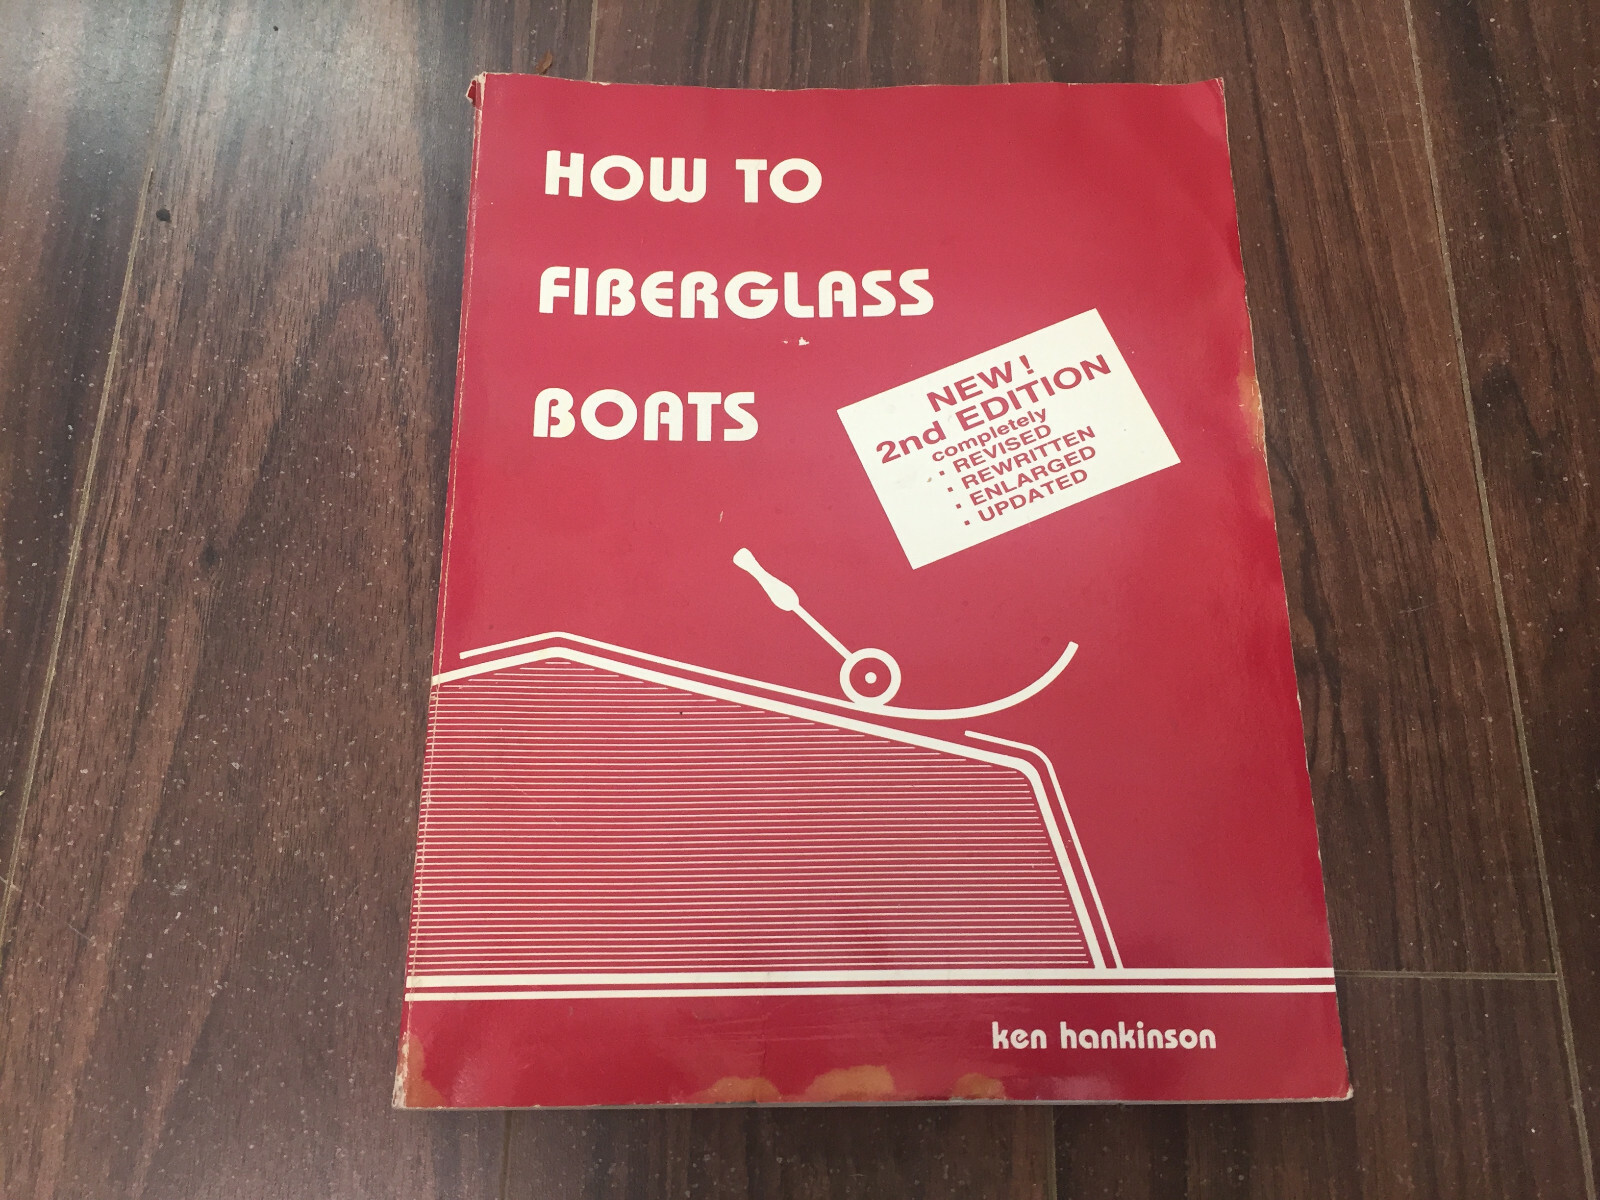 HOW TO
FIBERGLASS
BOATS
NEW!
2nd EDITION
completely
• REVISED
• REWRITTEN
• ENLARGED
• UPDATED
ken hankinson